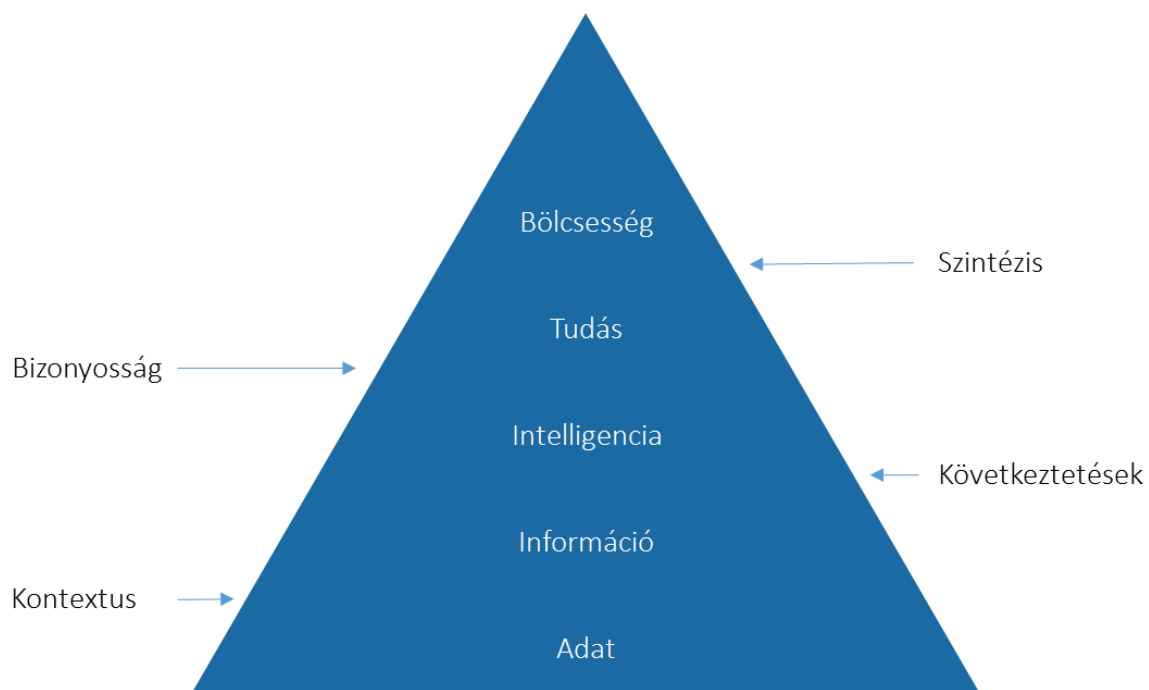 Bölcsesség
Szintézis
Tudás
Bizonyosság
Intelligencia
Következtetések
Információ
Kontextus
Adat